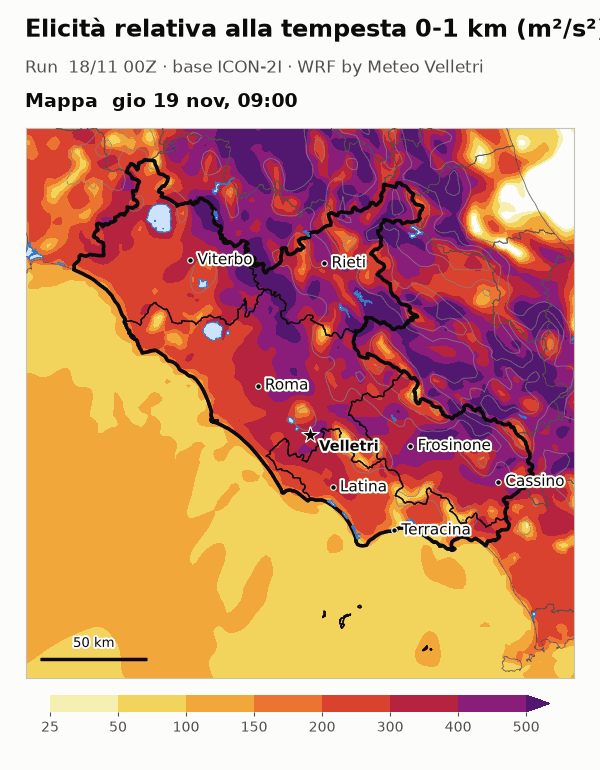 Elicità relativa alla tempesta 0-1 km (m²/s²)
Run 18/11 00Z · base ICON-2I · WRF by Meteo Velletri
Mappa gio 19 nov, 09:00
Viterbo
Rieti
Roma
Velletri
Frosinone
Cassino
Latina
Terracina
50 km
25 50 100 150 200 300 400 500